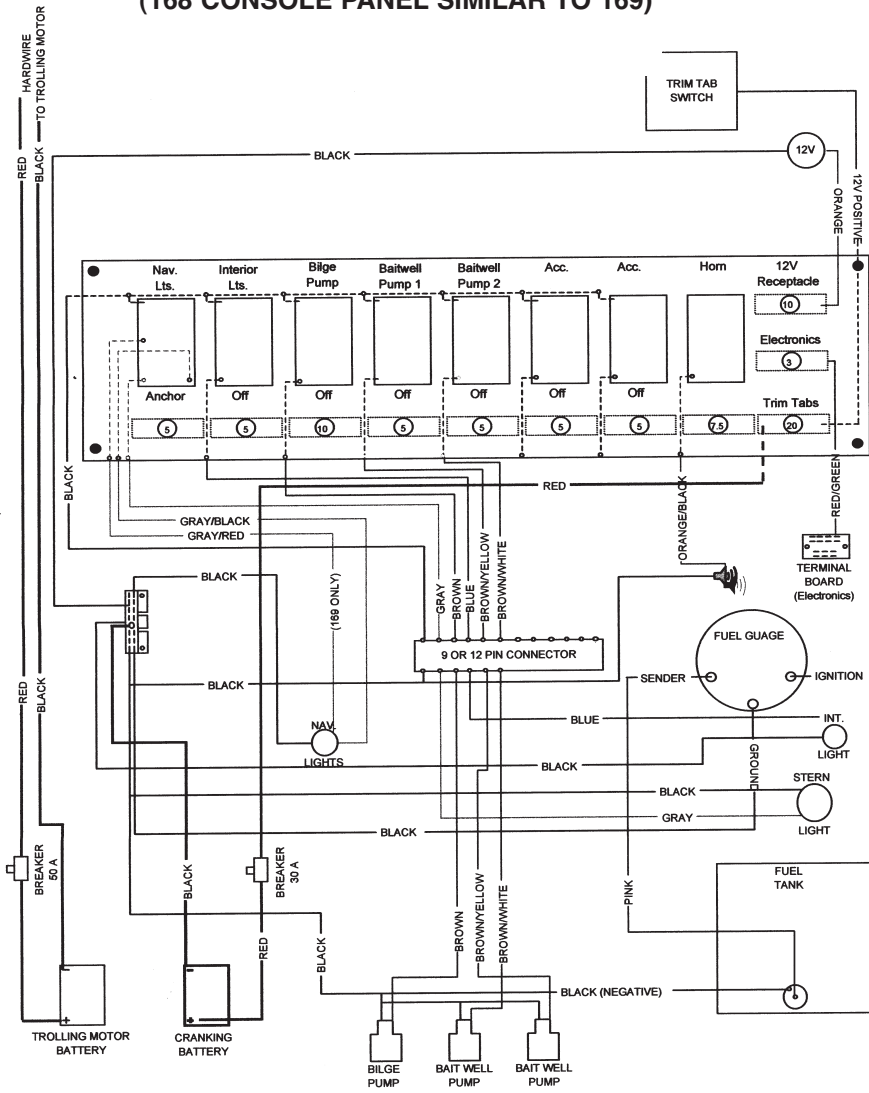 (168 CONSOLE PANEL SIMILAR TO 169)
HARDWIRE
TO TROLLING MOTOR
RED
BLACK
TRIM TAB
SWITCH
BLACK
12V
ORANGE
12V POSITIVE
Nav.
Lts.
Interior
Lts.
Bilge
Pump
Baitwell
Pump 1
Baitwell
Pump 2
Acc.
Acc.
Horn
12V
Receptacle
10
Electronics
3
Anchor
Off
Off
Off
Off
Off
Off
Trim Tabs
5
5
10
5
5
5
5
7.5
20
BLACK
RED
GRAY/BLACK
GRAY/RED
BLACK
(169 ONLY)
GRAY
BROWN
BLUE
BROWN/YELLOW
BROWN/WHITE
ORANGE/BLACK
RED/GREEN
TERMINAL
BOARD
(Electronics)
9 OR 12 PIN CONNECTOR
FUEL GUAGE
SENDER
IGNITION
RED
BLACK
BLACK
NAV.
LIGHTS
BLUE
INT.
LIGHT
BLACK
GROUND
STERN
LIGHT
BLACK
GRAY
BLACK
BREAKER
50 A
BLACK
BREAKER
30 A
RED
BLACK
BROWN
BROWN/YELLOW
BROWN/WHITE
PINK
FUEL
TANK
BLACK (NEGATIVE)
TROLLING MOTOR
BATTERY
CRANKING
BATTERY
BILGE
PUMP
BAIT WELL
PUMP
BAIT WELL
PUMP